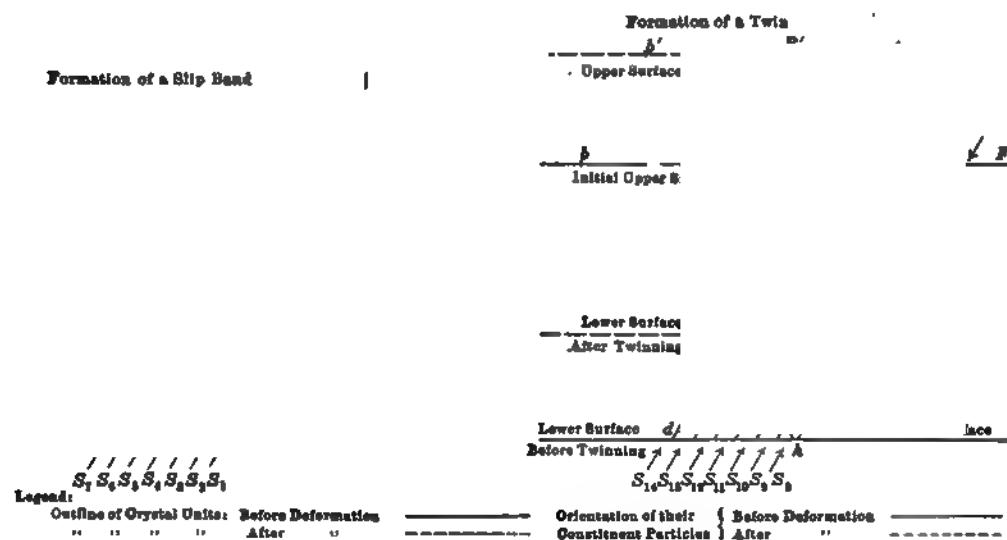 Formation of a Twin
b'
Upper Surface
Formation of a Slip Band
b
Initial Upper S
Lower Surface
After Twinning
Lower Surface d lace
Before Twinning A
S7 S6 S5 S4 S3 S2 S1
S14 S13 S12 S11 S10 S9 S8
Legend:
Outline of Crystal Units: Before Deformation Orientation of their { Before Deformation
" " " " After " Constituent Particles } After "